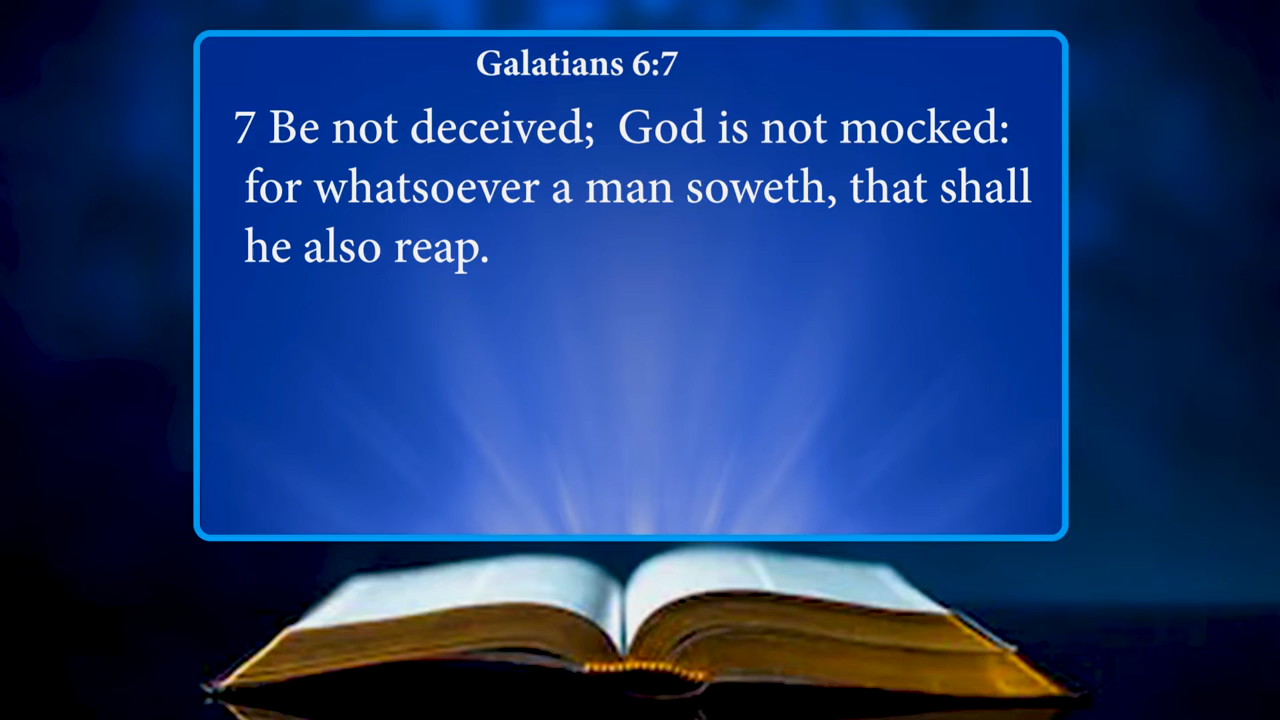 Galatians 6:7
7 Be not deceived; God is not mocked:
for whatsoever a man soweth, that shall
he also reap.